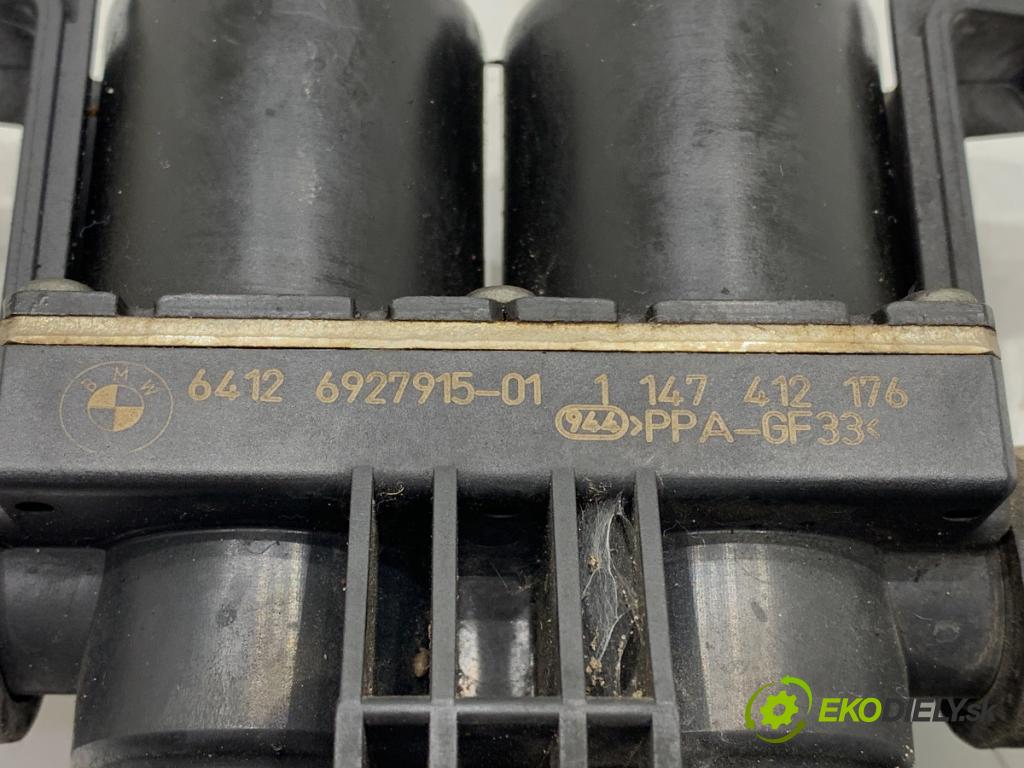 BMW 6412 6927915-01 1 147 412 176
944 >PPA-GF33<
EKODIELY.sk